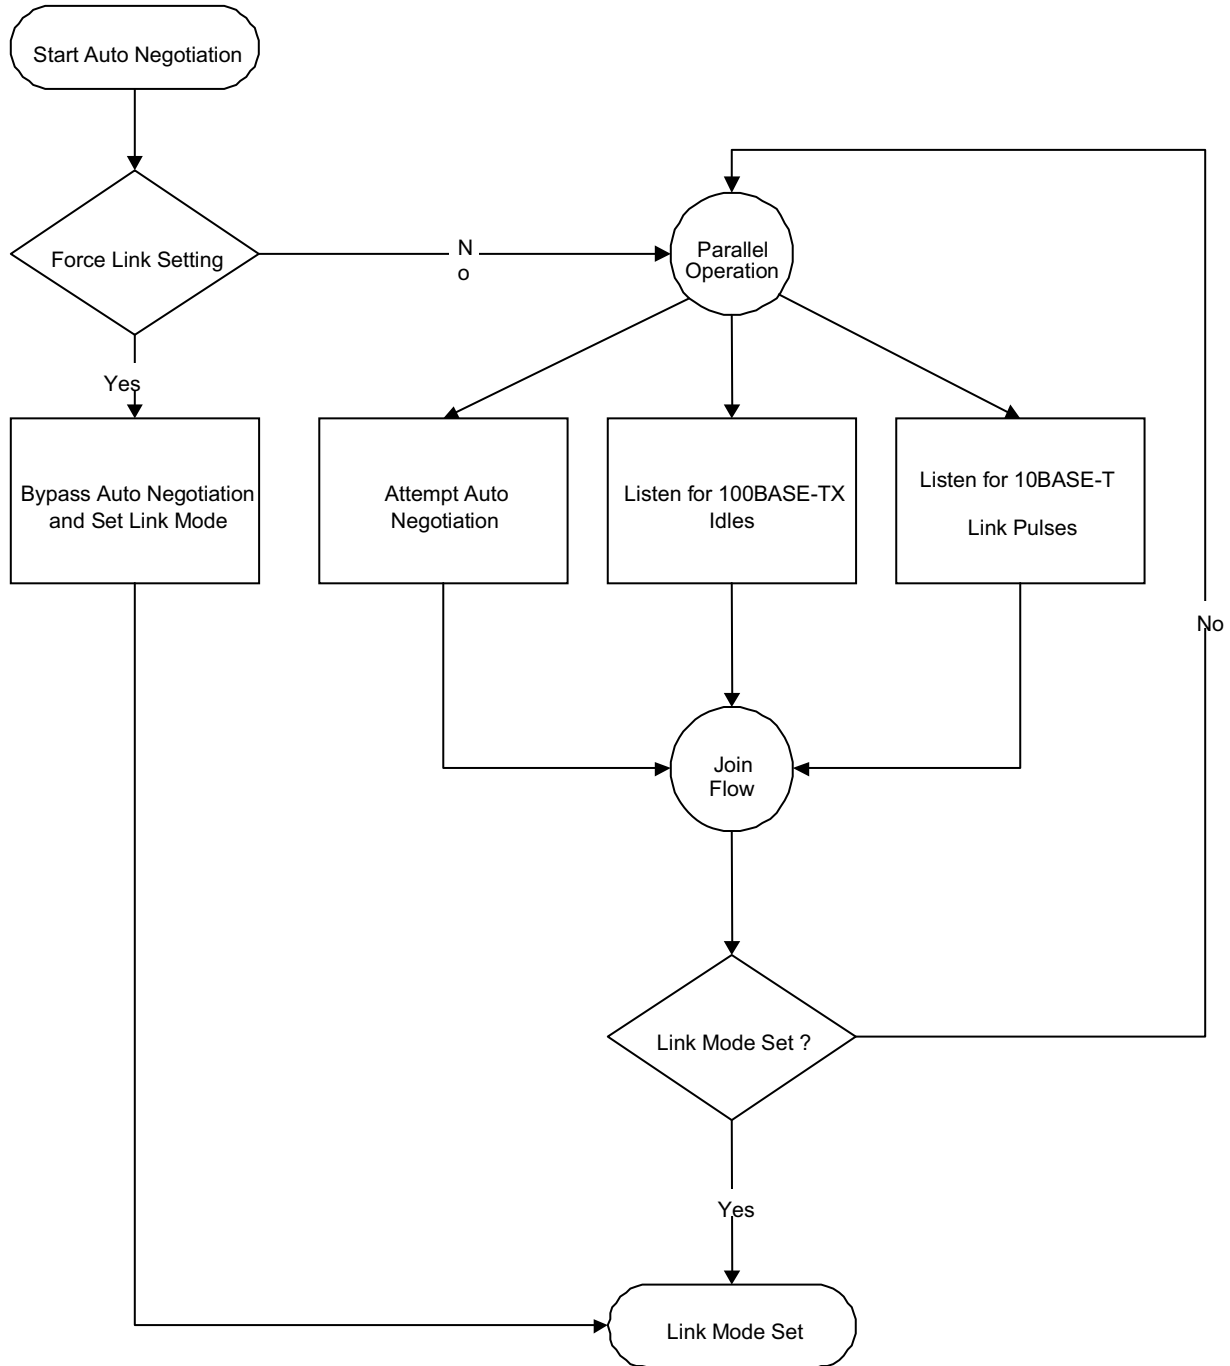 Start Auto Negotiation
Force Link Setting
N
o
Parallel
Operation
Yes
Bypass Auto Negotiation
and Set Link Mode
Attempt Auto
Negotiation
Listen for 100BASE-TX
Idles
Listen for 10BASE-T
Link Pulses
No
Join
Flow
Link Mode Set ?
Yes
Link Mode Set